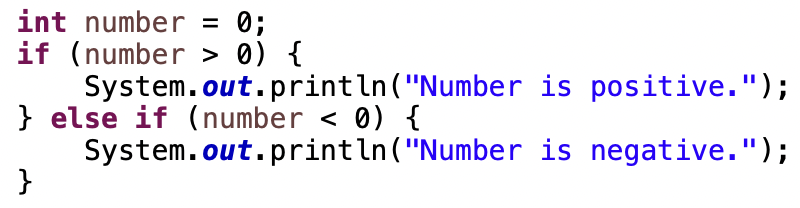 int number = 0;
if (number > 0) {
    System.out.println("Number is positive.");
} else if (number < 0) {
    System.out.println("Number is negative.");
}